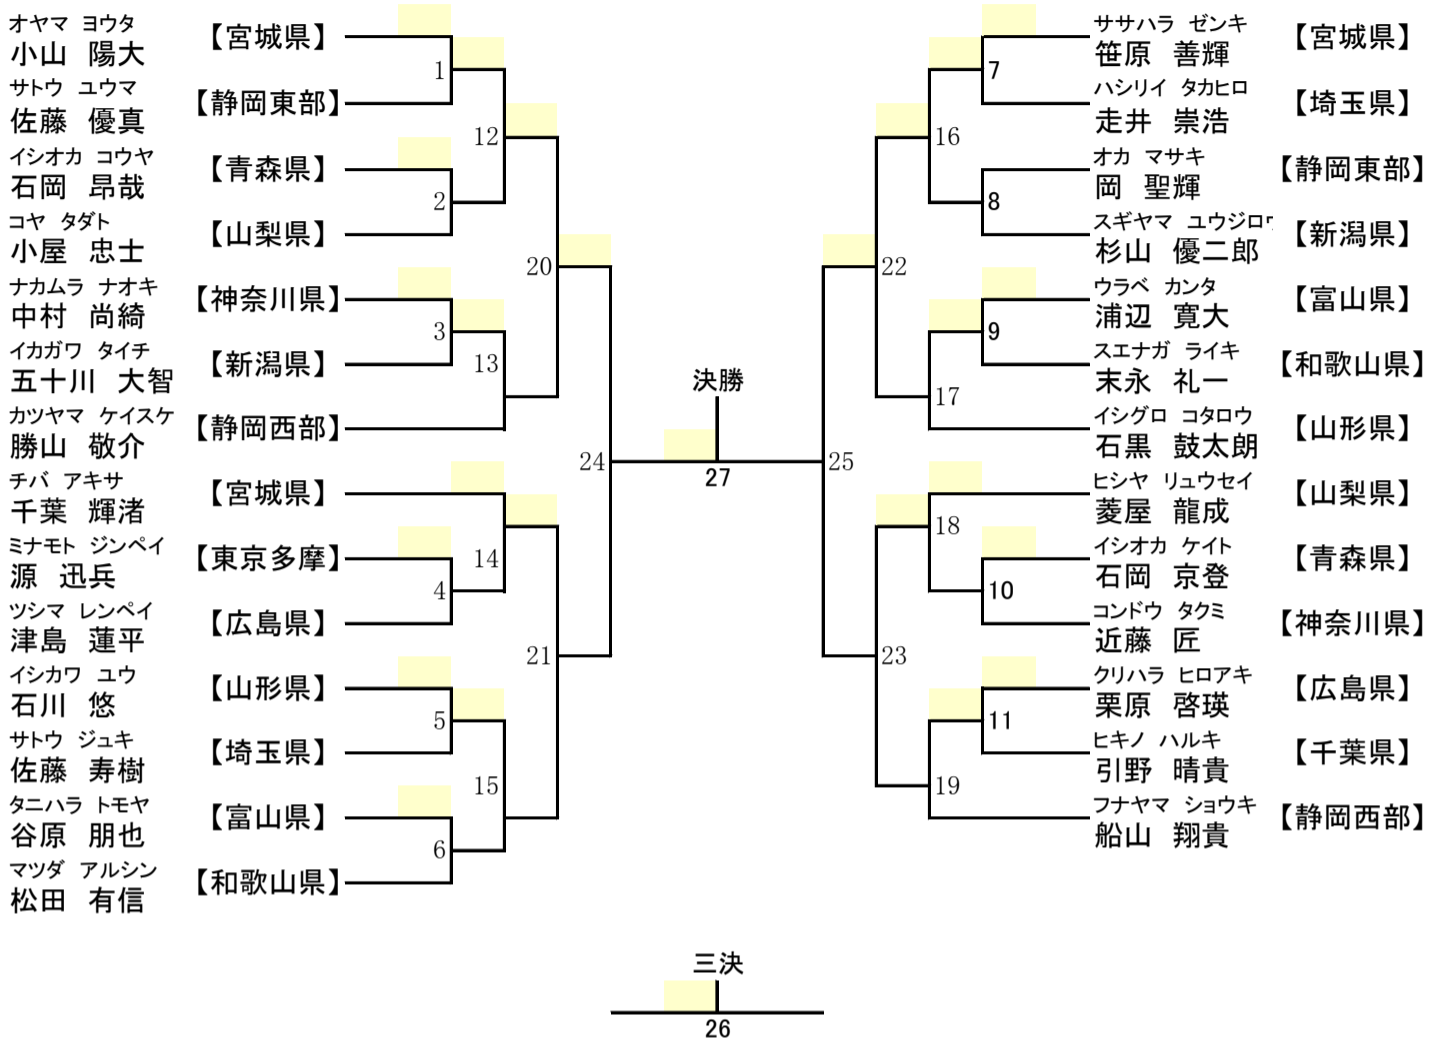 オヤマ ヨウタ
小山 陽大 【宮城県】
サトウ ユウマ
佐藤 優真 【静岡東部】
イシオカ コウヤ
石岡 昂哉 【青森県】
コヤ タダト
小屋 忠士 【山梨県】
ナカムラ ナオキ
中村 尚綺 【神奈川県】
イカガワ タイチ
五十川 大智 【新潟県】
カツヤマ ケイスケ
勝山 敬介 【静岡西部】
チバ アキサ
千葉 輝渚 【宮城県】
ミナモト ジンペイ
源 迅兵 【東京多摩】
ツシマ レンペイ
津島 蓮平 【広島県】
イシカワ ユウ
石川 悠 【山形県】
サトウ ジュキ
佐藤 寿樹 【埼玉県】
タニハラ トモヤ
谷原 朋也 【富山県】
マツダ アルシン
松田 有信 【和歌山県】
1
2
3
4
5
6
12
13
14
15
20
21
24
決勝
27
三決
26
25
22
23
16
17
18
19
7
8
9
10
11
ササハラ ゼンキ
笹原 善輝 【宮城県】
ハシリイ タカヒロ
走井 崇浩 【埼玉県】
オカ マサキ
岡 聖輝 【静岡東部】
スギヤマ ユウジロウ
杉山 優二郎 【新潟県】
ウラベ カンタ
浦辺 寛大 【富山県】
スエナガ ライキ
末永 礼一 【和歌山県】
イシグロ コタロウ
石黒 鼓太朗 【山形県】
ヒシヤ リュウセイ
菱屋 龍成 【山梨県】
イシオカ ケイト
石岡 京登 【青森県】
コンドウ タクミ
近藤 匠 【神奈川県】
クリハラ ヒロアキ
栗原 啓瑛 【広島県】
ヒキノ ハルキ
引野 晴貴 【千葉県】
フナヤマ ショウキ
船山 翔貴 【静岡西部】